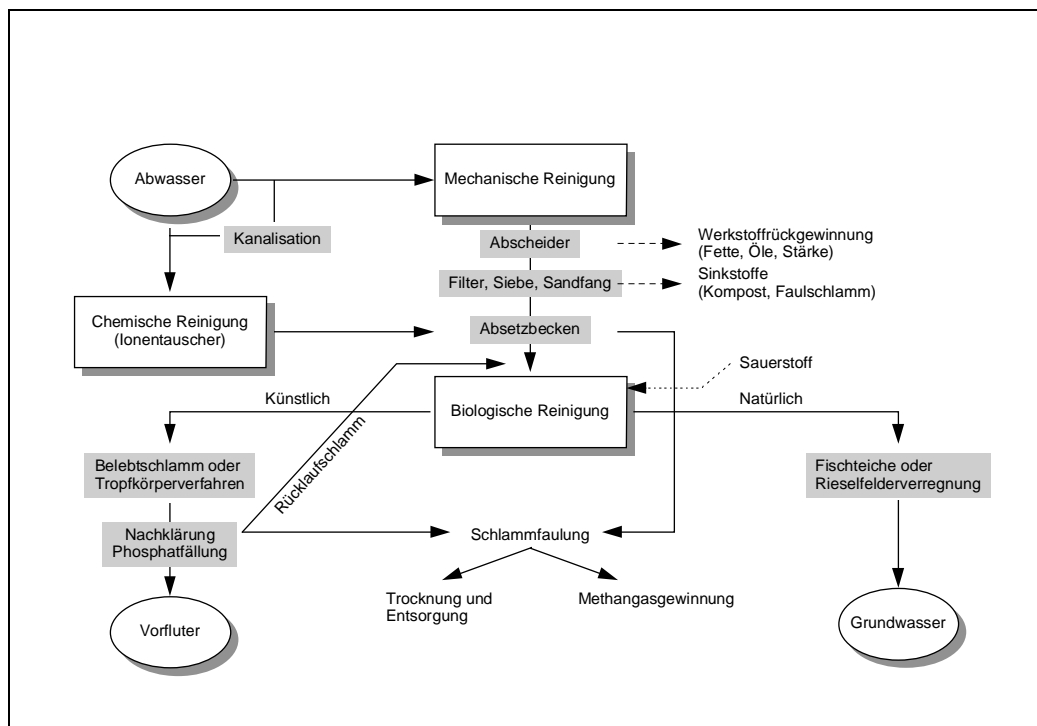 Abwasser
Mechanische Reinigung
Kanalisation
Abscheider
Werkstoffrückgewinnung
(Fette, Öle, Stärke)
Filter, Siebe, Sandfang
Sinkstoffe
(Kompost, Faulschlamm)
Chemische Reinigung
(Ionentauscher)
Absetzbecken
Sauerstoff
Künstlich
Biologische Reinigung
Natürlich
Rücklaufschlamm
Belebtschlamm oder
Tropfkörperverfahren
Fischteiche oder
Rieselfelderverregnung
Nachklärung
Phosphatfällung
Schlammfaulung
Trocknung und
Entsorgung
Methangasgewinnung
Vorfluter
Grundwasser